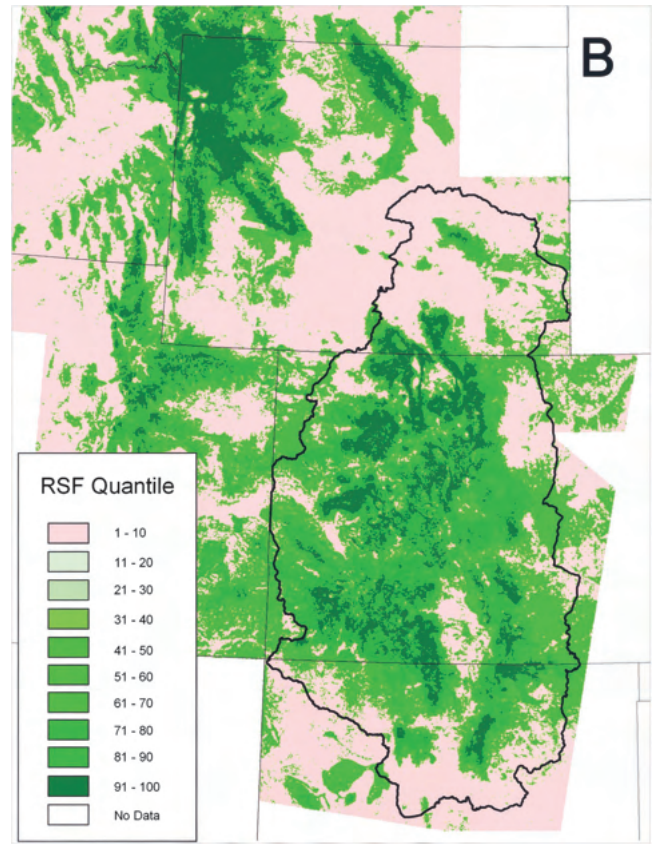 B
RSF Quantile
1 - 10
11 - 20
21 - 30
31 - 40
41 - 50
51 - 60
61 - 70
71 - 80
81 - 90
91 - 100
No Data